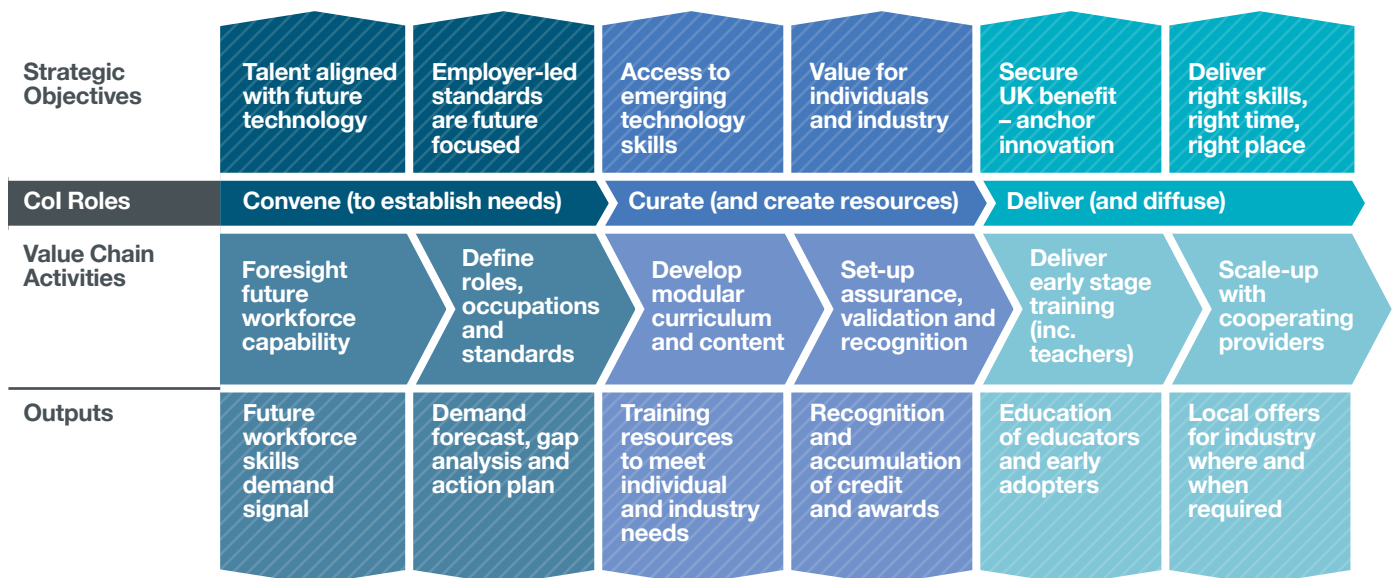 Strategic
Objectives
Talent aligned
with future
technology
Employer-led
standards
are future
focused
Access to
emerging
technology
skills
Value for
individuals
and industry
Secure
UK benefit
– anchor
innovation
Deliver
right skills,
right time,
right place
CoI Roles
Convene (to establish needs)
Curate (and create resources)
Deliver (and diffuse)
Value Chain
Activities
Foresight
future
workforce
capability
Define
roles,
occupations
and
standards
Develop
modular
curriculum
and content
Set-up
assurance,
validation and
recognition
Deliver
early stage
training
(inc.
teachers)
Scale-up
with
cooperating
providers
Outputs
Future
workforce
skills
demand
signal
Demand
forecast, gap
analysis and
action plan
Training
resources
to meet
individual
and industry
needs
Recognition
and
accumulation
of credit
and awards
Education
of educators
and early
adopters
Local offers
for industry
where and
when
required